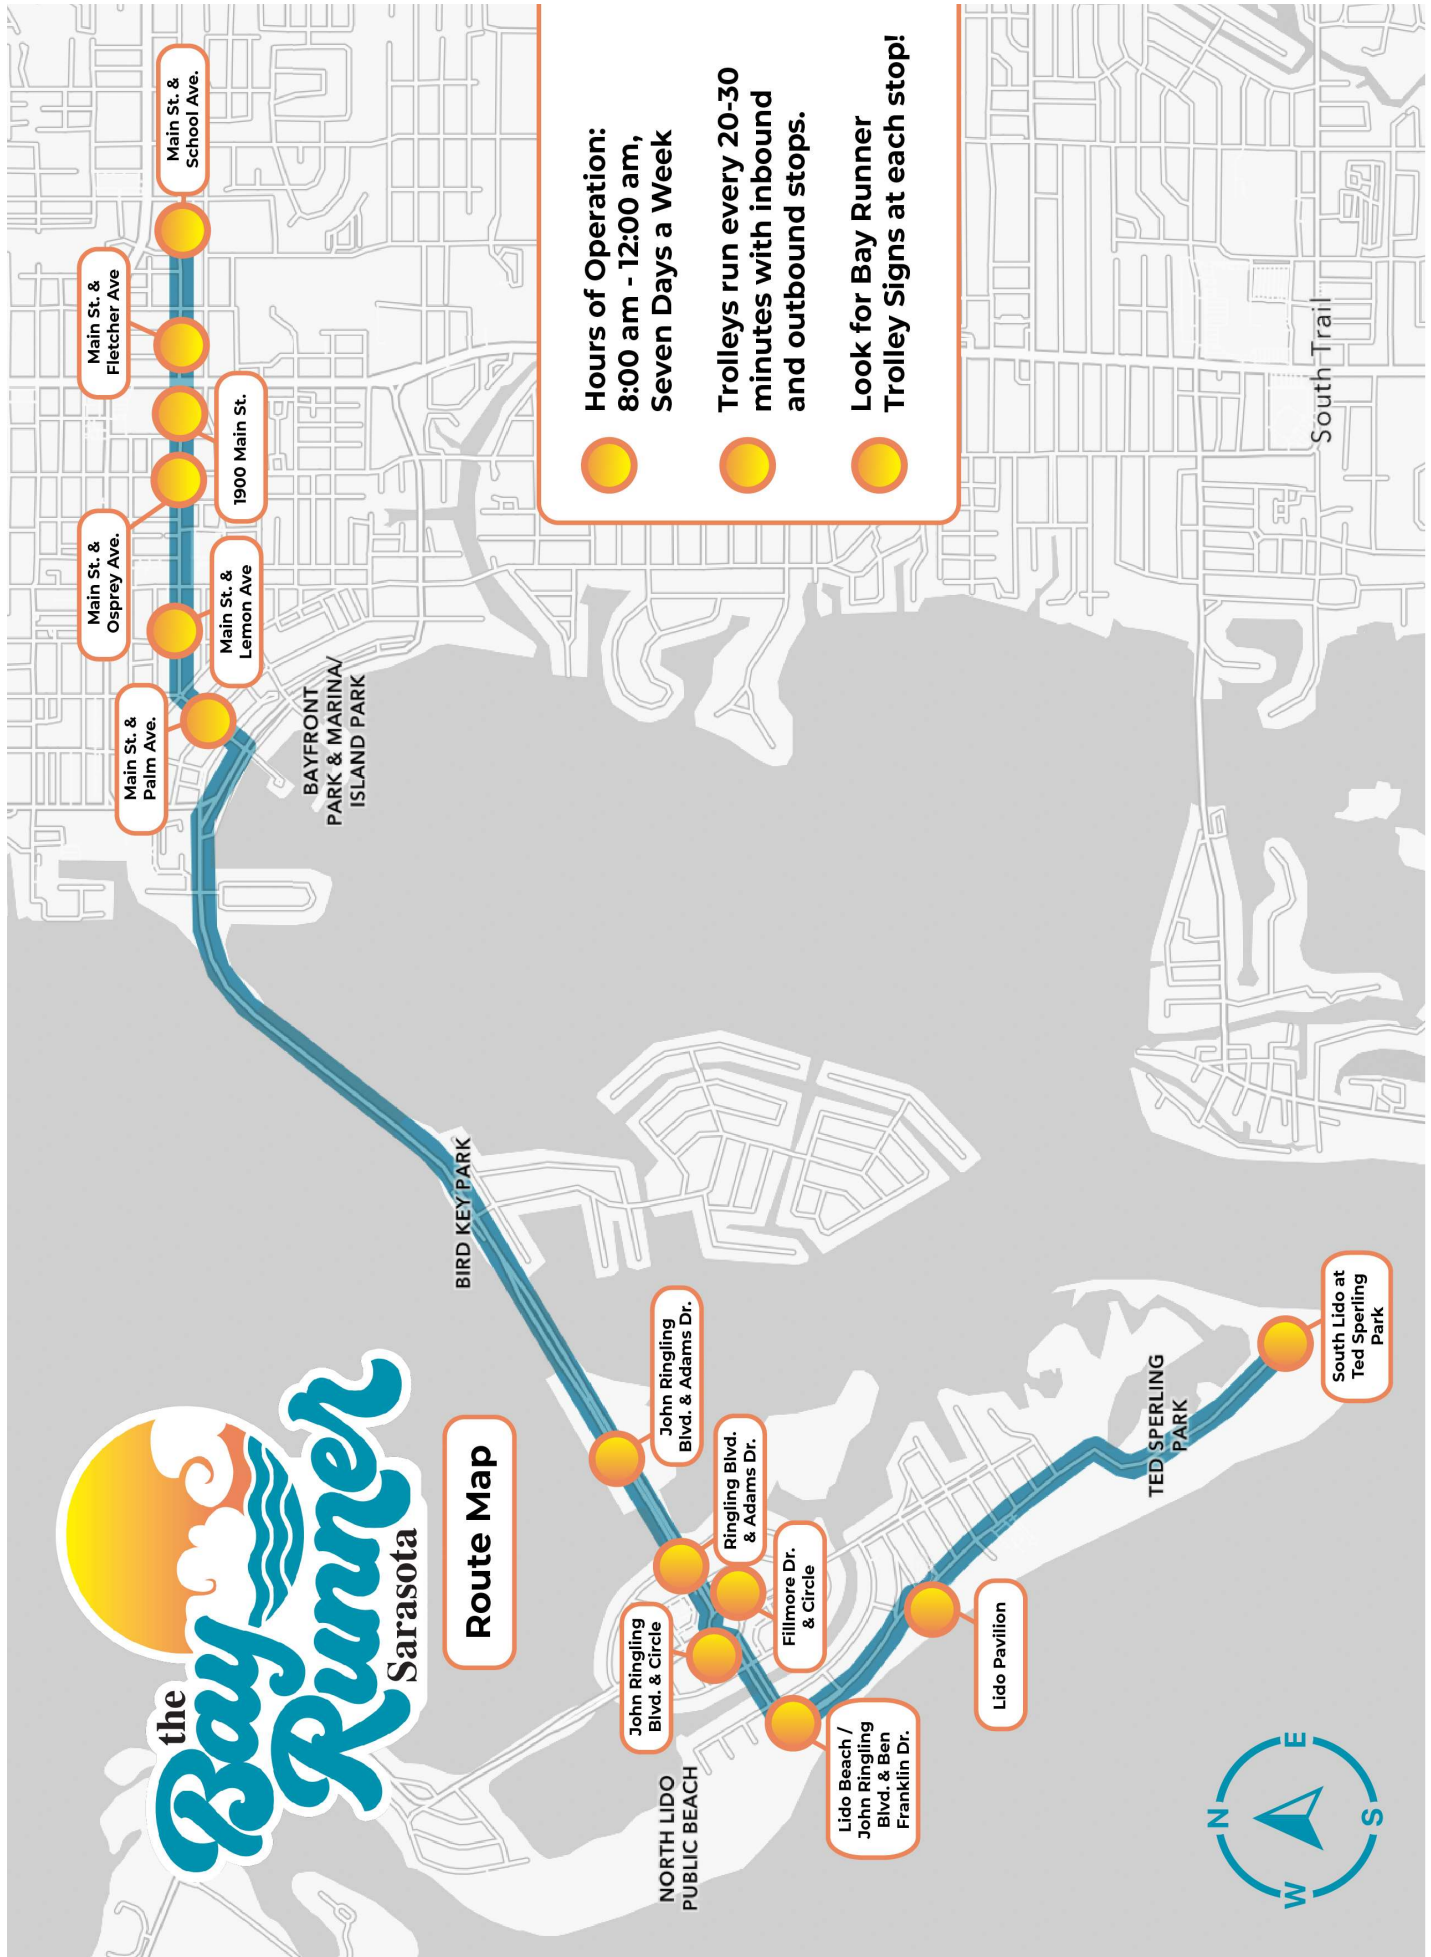 the
Bay
Runner
Sarasota
Route Map
Main St. &
School Ave.
Main St. &
Fletcher Ave
1900 Main St.
Main St. &
Osprey Ave.
Main St. &
Lemon Ave
Main St. &
Palm Ave.
BAYFRONT
PARK & MARINA/
ISLAND PARK
BIRD KEY PARK
John Ringling
Blvd. & Adams Dr.
Ringling Blvd.
& Adams Dr.
Fillmore Dr.
& Circle
John Ringling
Blvd. & Circle
NORTH LIDO
PUBLIC BEACH
Lido Beach /
John Ringling
Blvd. & Ben
Franklin Dr.
Lido Pavilion
TED SPERLING
PARK
South Lido at
Ted Sperling
Park
Hours of Operation:
8:00 am - 12:00 am,
Seven Days a Week
Trolleys run every 20-30
minutes with inbound
and outbound stops.
Look for Bay Runner
Trolley Signs at each stop!
South Trail
N
W
E
S